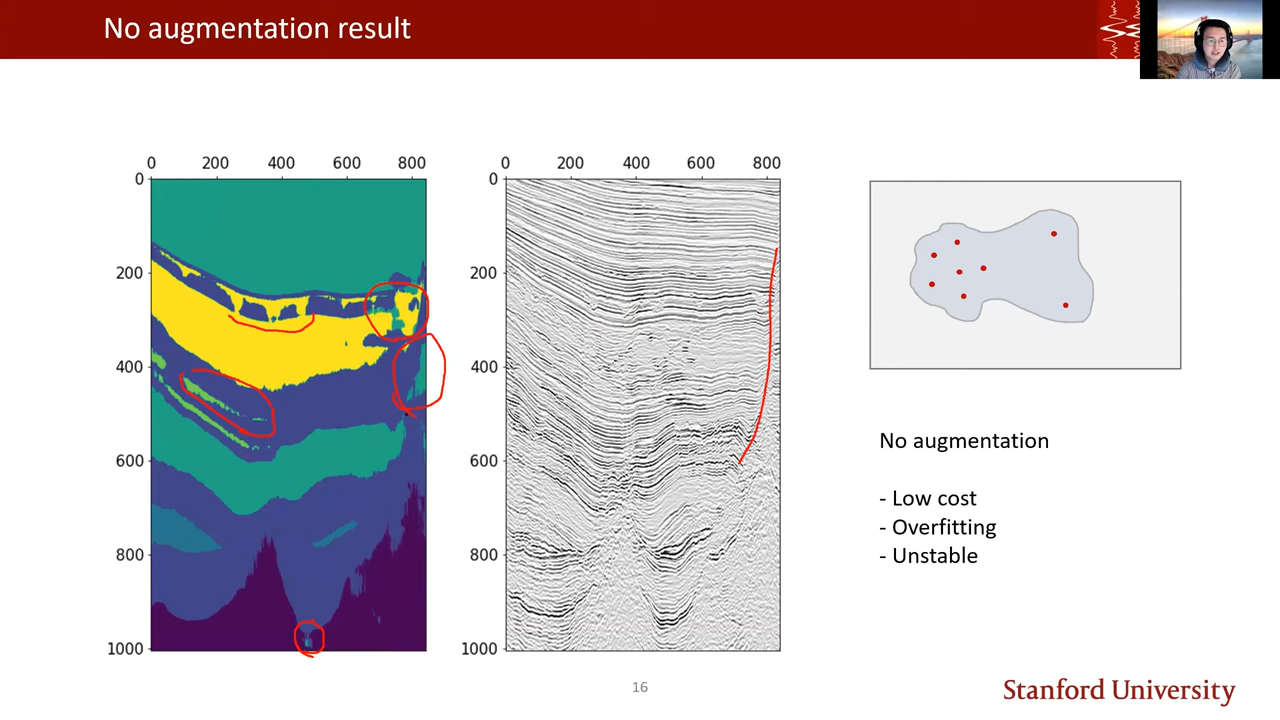 No augmentation result
0 200 400 600 800
0
200
400
600
800
1000
0 200 400 600 800
0
200
400
600
800
1000
No augmentation
- Low cost
- Overfitting
- Unstable
16
Stanford University